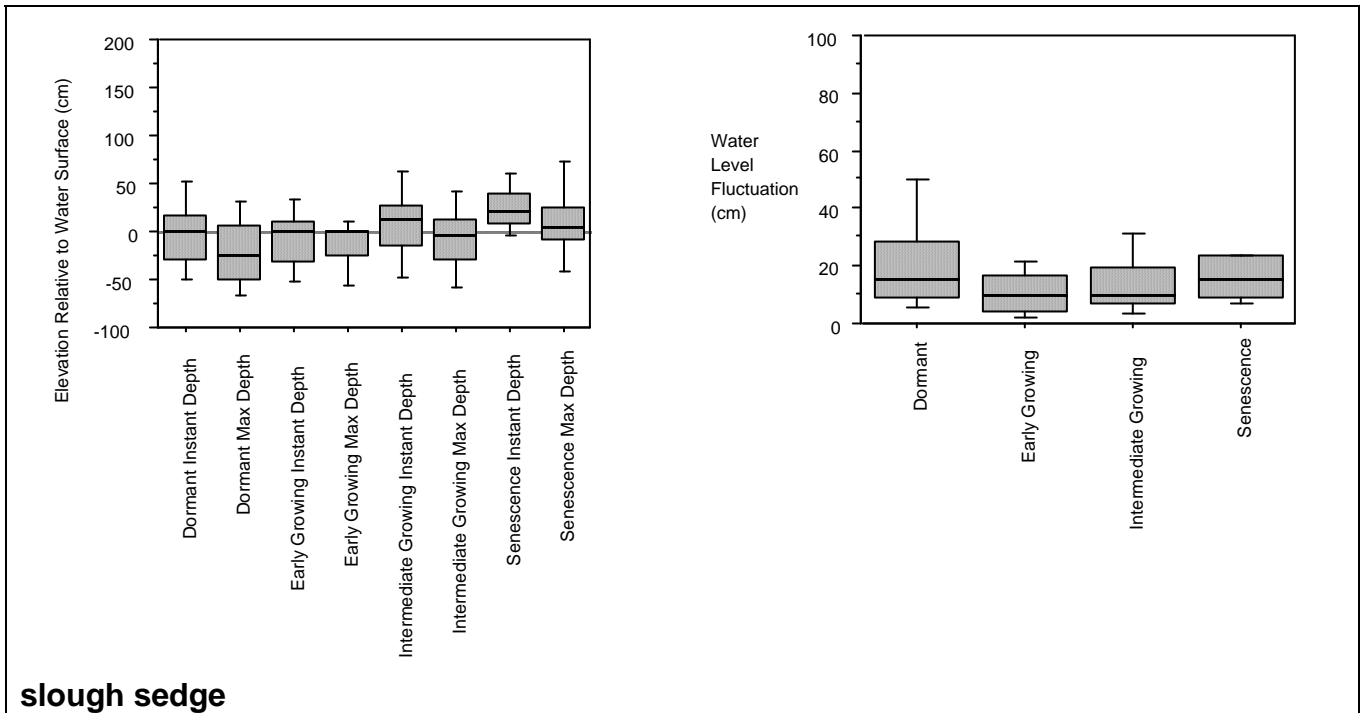 Elevation Relative to Water Surface (cm)
200
150
100
50
0
-50
-100
Dormant Instant Depth
Dormant Max Depth
Early Growing Instant Depth
Early Growing Max Depth
Intermediate Growing Instant Depth
Intermediate Growing Max Depth
Senescence Instant Depth
Senescence Max Depth
Water
Level
Fluctuation
(cm)
100
80
60
40
20
0
Dormant
Early Growing
Intermediate Growing
Senescence
slough sedge